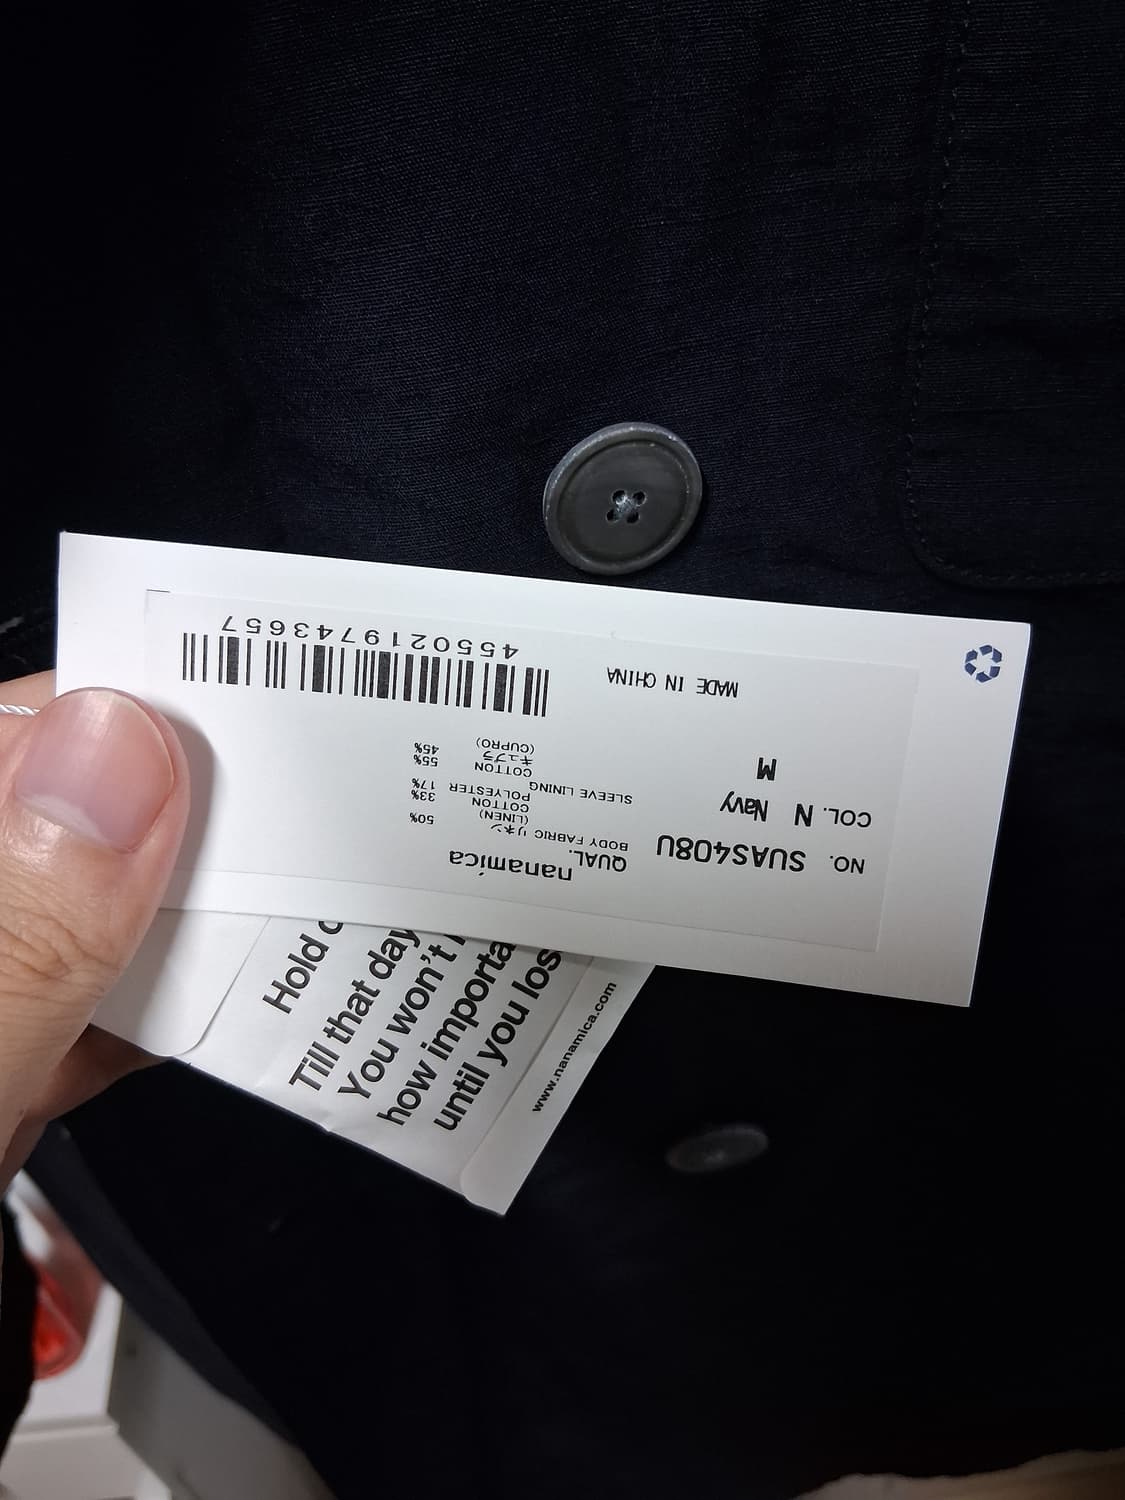 nanamica
NO. SUAS408U
QUAL.
COL. N Navy
BODY FABRIC リネン
(LINEN) 50%
COTTON 33%
POLYESTER 17%
M
SLEEVE LINING
COTTON 55%
キュプラ 45%
(CUPRO)
MADE IN CHINA
4550219743657
Hold
Till that day
You won't
how importa
until you los
www.nanamica.com